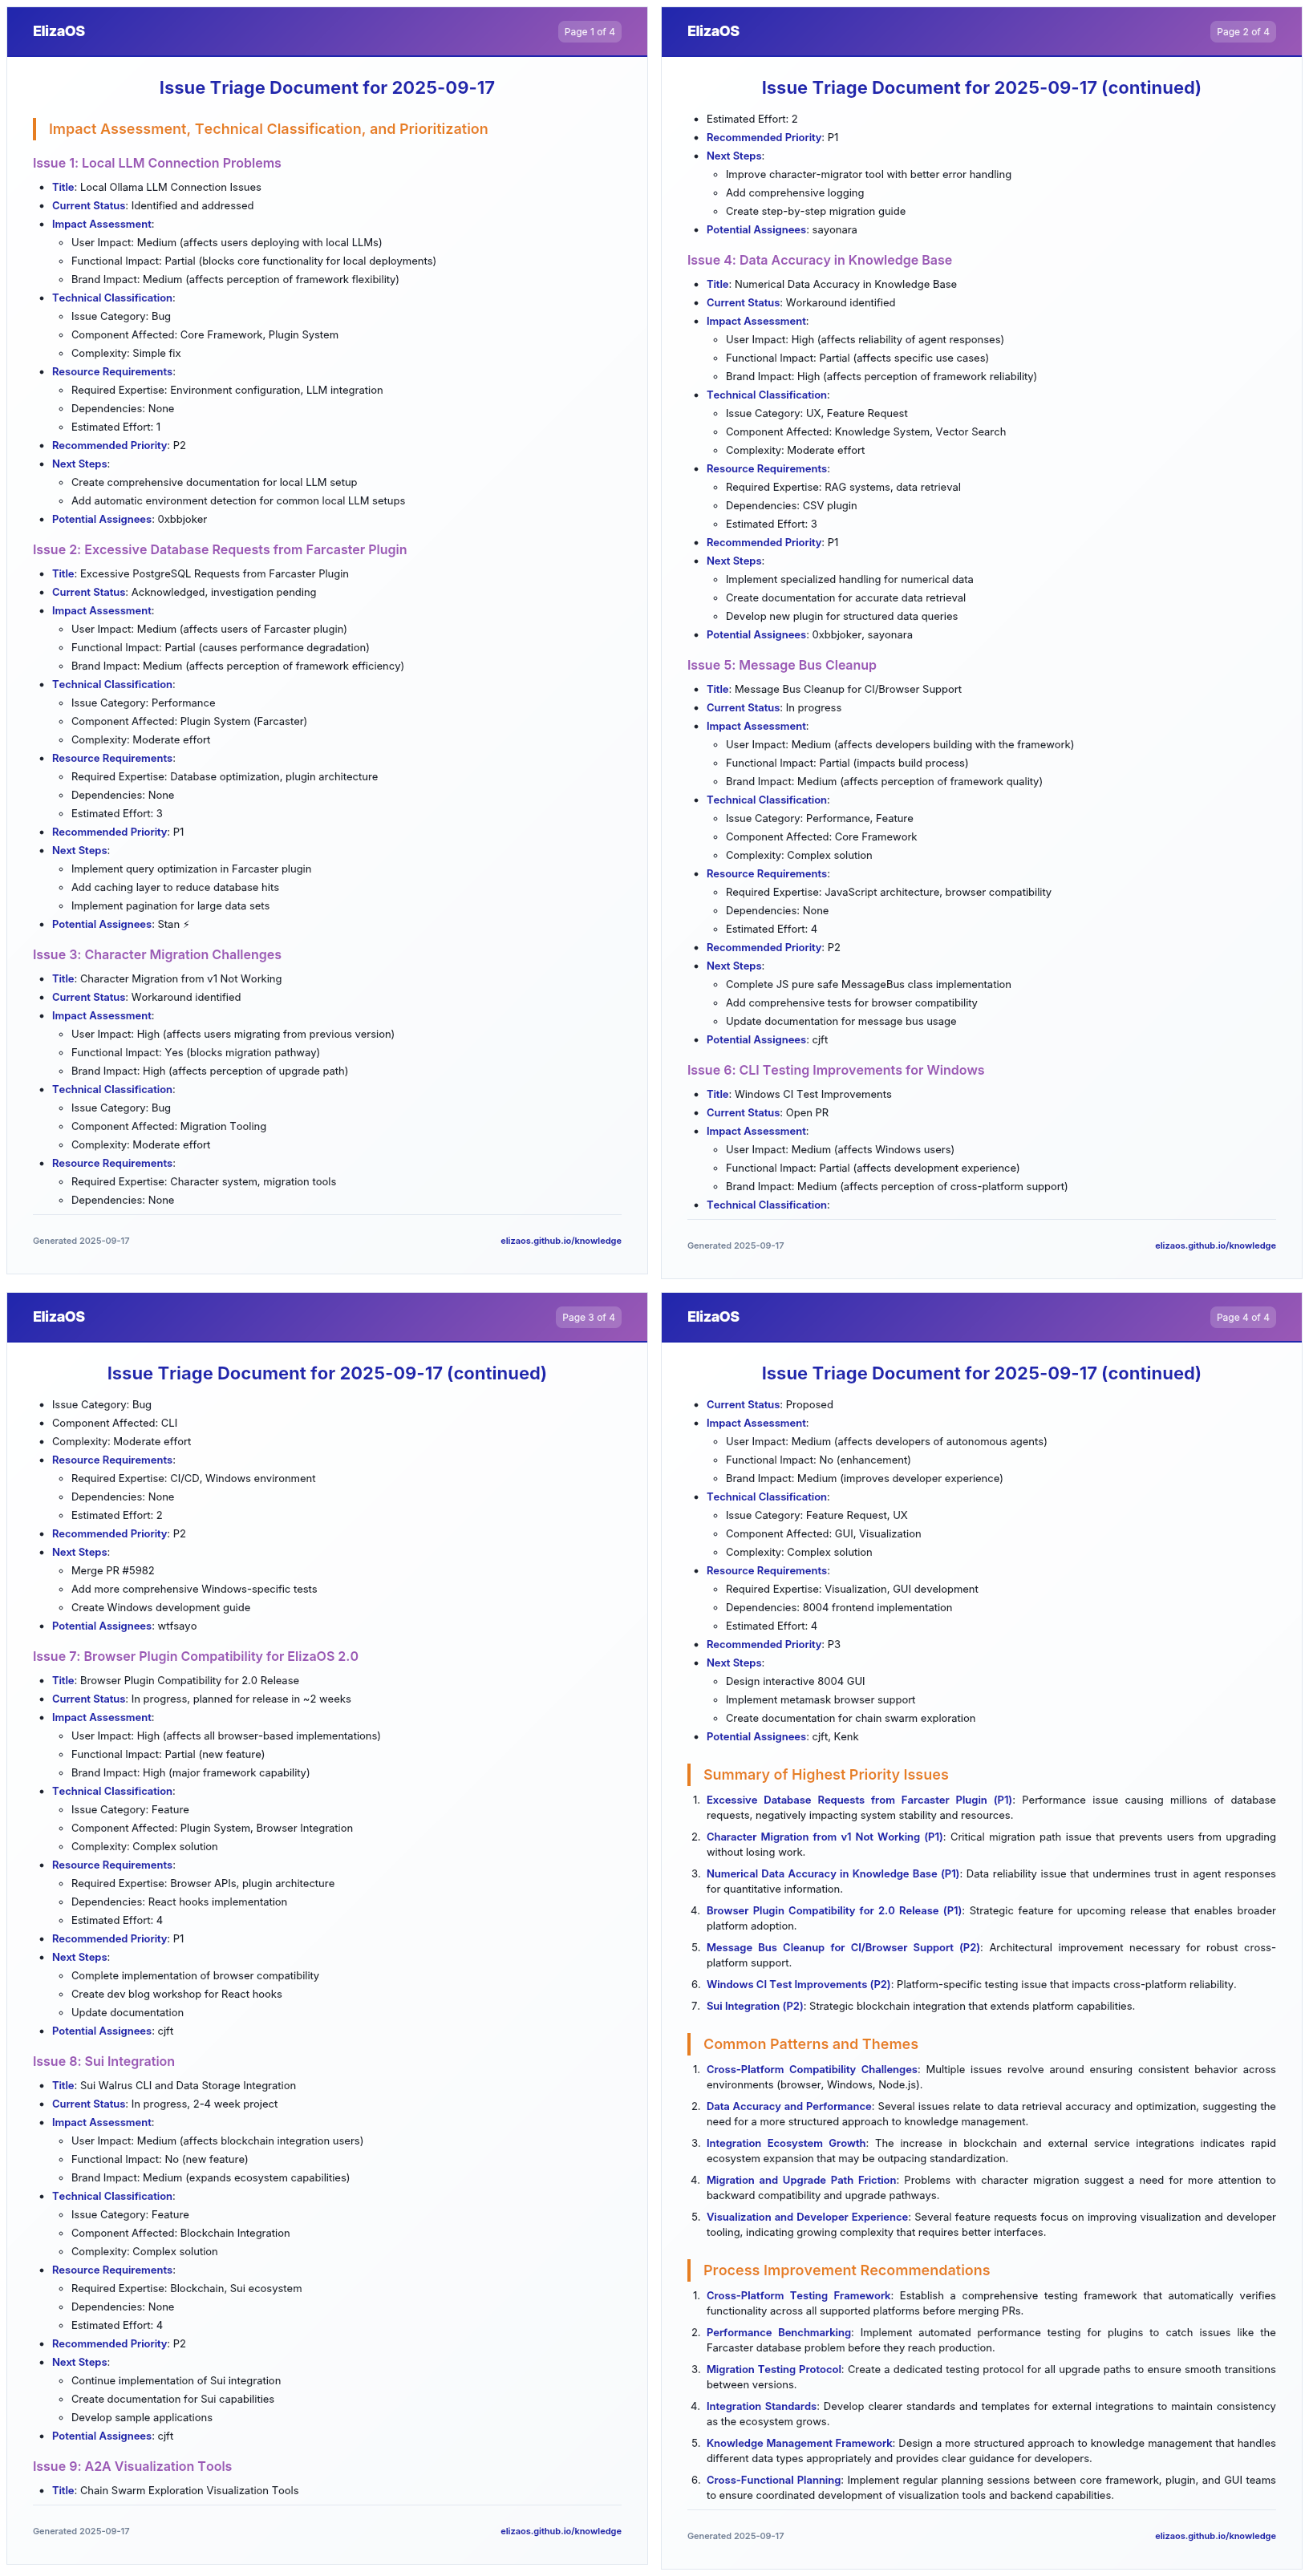 ElizaOS
Page 1 of 4
Issue Triage Document for 2025-09-17
Impact Assessment, Technical Classification, and Prioritization
Issue 1: Local LLM Connection Problems
• Title: Local Ollama LLM Connection Issues
• Current Status: Identified and addressed
• Impact Assessment:
◦ User Impact: Medium (affects users deploying with local LLMs)
◦ Functional Impact: Partial (blocks core functionality for local deployments)
◦ Brand Impact: Medium (affects perception of framework flexibility)
• Technical Classification:
◦ Issue Category: Bug
◦ Component Affected: Core Framework, Plugin System
◦ Complexity: Simple fix
• Resource Requirements:
◦ Required Expertise: Environment configuration, LLM integration
◦ Dependencies: None
◦ Estimated Effort: 1
• Recommended Priority: P2
• Next Steps:
◦ Create comprehensive documentation for local LLM setup
◦ Add automatic environment detection for common local LLM setups
• Potential Assignees: 0xbbjoker
Issue 2: Excessive Database Requests from Farcaster Plugin
• Title: Excessive PostgreSQL Requests from Farcaster Plugin
• Current Status: Acknowledged, investigation pending
• Impact Assessment:
◦ User Impact: Medium (affects users of Farcaster plugin)
◦ Functional Impact: Partial (causes performance degradation)
◦ Brand Impact: Medium (affects perception of framework efficiency)
• Technical Classification:
◦ Issue Category: Performance
◦ Component Affected: Plugin System (Farcaster)
◦ Complexity: Moderate effort
• Resource Requirements:
◦ Required Expertise: Database optimization, plugin architecture
◦ Dependencies: None
◦ Estimated Effort: 3
• Recommended Priority: P1
• Next Steps:
◦ Implement query optimization in Farcaster plugin
◦ Add caching layer to reduce database hits
◦ Implement pagination for large data sets
• Potential Assignees: Stan ⚡
Issue 3: Character Migration Challenges
• Title: Character Migration from v1 Not Working
• Current Status: Workaround identified
• Impact Assessment:
◦ User Impact: High (affects users migrating from previous version)
◦ Functional Impact: Yes (blocks migration pathway)
◦ Brand Impact: High (affects perception of upgrade path)
• Technical Classification:
◦ Issue Category: Bug
◦ Component Affected: Migration Tooling
◦ Complexity: Moderate effort
• Resource Requirements:
◦ Required Expertise: Character system, migration tools
◦ Dependencies: None
Generated 2025-09-17
elizaos.github.io/knowledge
ElizaOS
Page 2 of 4
Issue Triage Document for 2025-09-17 (continued)
• Estimated Effort: 2
• Recommended Priority: P1
• Next Steps:
◦ Improve character-migrator tool with better error handling
◦ Add comprehensive logging
◦ Create step-by-step migration guide
• Potential Assignees: sayonara
Issue 4: Data Accuracy in Knowledge Base
• Title: Numerical Data Accuracy in Knowledge Base
• Current Status: Workaround identified
• Impact Assessment:
◦ User Impact: High (affects reliability of agent responses)
◦ Functional Impact: Partial (affects specific use cases)
◦ Brand Impact: High (affects perception of framework reliability)
• Technical Classification:
◦ Issue Category: UX, Feature Request
◦ Component Affected: Knowledge System, Vector Search
◦ Complexity: Moderate effort
• Resource Requirements:
◦ Required Expertise: RAG systems, data retrieval
◦ Dependencies: CSV plugin
◦ Estimated Effort: 3
• Recommended Priority: P1
• Next Steps:
◦ Implement specialized handling for numerical data
◦ Create documentation for accurate data retrieval
◦ Develop new plugin for structured data queries
• Potential Assignees: 0xbbjoker, sayonara
Issue 5: Message Bus Cleanup
• Title: Message Bus Cleanup for CI/Browser Support
• Current Status: In progress
• Impact Assessment:
◦ User Impact: Medium (affects developers building with the framework)
◦ Functional Impact: Partial (impacts build process)
◦ Brand Impact: Medium (affects perception of framework quality)
• Technical Classification:
◦ Issue Category: Performance, Feature
◦ Component Affected: Core Framework
◦ Complexity: Complex solution
• Resource Requirements:
◦ Required Expertise: JavaScript architecture, browser compatibility
◦ Dependencies: None
◦ Estimated Effort: 4
• Recommended Priority: P2
• Next Steps:
◦ Complete JS pure safe MessageBus class implementation
◦ Add comprehensive tests for browser compatibility
◦ Update documentation for message bus usage
• Potential Assignees: cjft
Issue 6: CLI Testing Improvements for Windows
• Title: Windows CI Test Improvements
• Current Status: Open PR
• Impact Assessment:
◦ User Impact: Medium (affects Windows users)
◦ Functional Impact: Partial (affects development experience)
◦ Brand Impact: Medium (affects perception of cross-platform support)
• Technical Classification:
Generated 2025-09-17
elizaos.github.io/knowledge
ElizaOS
Page 3 of 4
Issue Triage Document for 2025-09-17 (continued)
• Issue Category: Bug
• Component Affected: CLI
• Complexity: Moderate effort
• Resource Requirements:
◦ Required Expertise: CI/CD, Windows environment
◦ Dependencies: None
◦ Estimated Effort: 2
• Recommended Priority: P2
• Next Steps:
◦ Merge PR #5982
◦ Add more comprehensive Windows-specific tests
◦ Create Windows development guide
• Potential Assignees: wtfsayo
Issue 7: Browser Plugin Compatibility for ElizaOS 2.0
• Title: Browser Plugin Compatibility for 2.0 Release
• Current Status: In progress, planned for release in ~2 weeks
• Impact Assessment:
◦ User Impact: High (affects all browser-based implementations)
◦ Functional Impact: Partial (new feature)
◦ Brand Impact: High (major framework capability)
• Technical Classification:
◦ Issue Category: Feature
◦ Component Affected: Plugin System, Browser Integration
◦ Complexity: Complex solution
• Resource Requirements:
◦ Required Expertise: Browser APIs, plugin architecture
◦ Dependencies: React hooks implementation
◦ Estimated Effort: 4
• Recommended Priority: P1
• Next Steps:
◦ Complete implementation of browser compatibility
◦ Create dev blog workshop for React hooks
◦ Update documentation
• Potential Assignees: cjft
Issue 8: Sui Integration
• Title: Sui Walrus CLI and Data Storage Integration
• Current Status: In progress, 2-4 week project
• Impact Assessment:
◦ User Impact: Medium (affects blockchain integration users)
◦ Functional Impact: No (new feature)
◦ Brand Impact: Medium (expands ecosystem capabilities)
• Technical Classification:
◦ Issue Category: Feature
◦ Component Affected: Blockchain Integration
◦ Complexity: Complex solution
• Resource Requirements:
◦ Required Expertise: Blockchain, Sui ecosystem
◦ Dependencies: None
◦ Estimated Effort: 4
• Recommended Priority: P2
• Next Steps:
◦ Continue implementation of Sui integration
◦ Create documentation for Sui capabilities
◦ Develop sample applications
• Potential Assignees: cjft
Issue 9: A2A Visualization Tools
• Title: Chain Swarm Exploration Visualization Tools
Generated 2025-09-17
elizaos.github.io/knowledge
ElizaOS
Page 4 of 4
Issue Triage Document for 2025-09-17 (continued)
• Current Status: Proposed
• Impact Assessment:
◦ User Impact: Medium (affects developers of autonomous agents)
◦ Functional Impact: No (enhancement)
◦ Brand Impact: Medium (improves developer experience)
• Technical Classification:
◦ Issue Category: Feature Request, UX
◦ Component Affected: GUI, Visualization
◦ Complexity: Complex solution
• Resource Requirements:
◦ Required Expertise: Visualization, GUI development
◦ Dependencies: 8004 frontend implementation
◦ Estimated Effort: 4
• Recommended Priority: P3
• Next Steps:
◦ Design interactive 8004 GUI
◦ Implement metamask browser support
◦ Create documentation for chain swarm exploration
• Potential Assignees: cjft, Kenk
Summary of Highest Priority Issues
1. Excessive Database Requests from Farcaster Plugin (P1): Performance issue causing millions of database
requests, negatively impacting system stability and resources.
2. Character Migration from v1 Not Working (P1): Critical migration path issue that prevents users from upgrading
without losing work.
3. Numerical Data Accuracy in Knowledge Base (P1): Data reliability issue that undermines trust in agent responses
for quantitative information.
4. Browser Plugin Compatibility for 2.0 Release (P1): Strategic feature for upcoming release that enables broader
platform adoption.
5. Message Bus Cleanup for CI/Browser Support (P2): Architectural improvement necessary for robust cross-
platform support.
6. Windows CI Test Improvements (P2): Platform-specific testing issue that impacts cross-platform reliability.
7. Sui Integration (P2): Strategic blockchain integration that extends platform capabilities.
Common Patterns and Themes
1. Cross-Platform Compatibility Challenges: Multiple issues revolve around ensuring consistent behavior across
environments (browser, Windows, Node.js).
2. Data Accuracy and Performance: Several issues relate to data retrieval accuracy and optimization, suggesting the
need for a more structured approach to knowledge management.
3. Integration Ecosystem Growth: The increase in blockchain and external service integrations indicates rapid
ecosystem expansion that may be outpacing standardization.
4. Migration and Upgrade Path Friction: Problems with character migration suggest a need for more attention to
backward compatibility and upgrade pathways.
5. Visualization and Developer Experience: Several feature requests focus on improving visualization and developer
tooling, indicating growing complexity that requires better interfaces.
Process Improvement Recommendations
1. Cross-Platform Testing Framework: Establish a comprehensive testing framework that automatically verifies
functionality across all supported platforms before merging PRs.
2. Performance Benchmarking: Implement automated performance testing for plugins to catch issues like the
Farcaster database problem before they reach production.
3. Migration Testing Protocol: Create a dedicated testing protocol for all upgrade paths to ensure smooth transitions
between versions.
4. Integration Standards: Develop clearer standards and templates for external integrations to maintain consistency
as the ecosystem grows.
5. Knowledge Management Framework: Design a more structured approach to knowledge management that handles
different data types appropriately and provides clear guidance for developers.
6. Cross-Functional Planning: Implement regular planning sessions between core framework, plugin, and GUI teams
to ensure coordinated development of visualization tools and backend capabilities.
Generated 2025-09-17
elizaos.github.io/knowledge